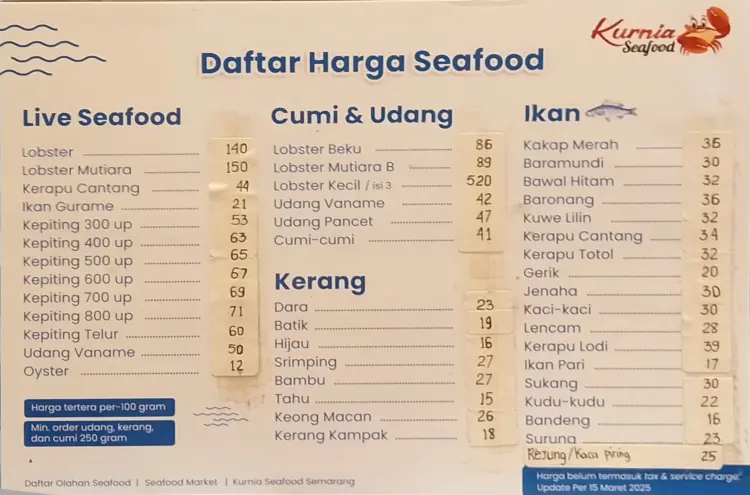 Kurnia
Seafood
Daftar Harga Seafood
Live Seafood
Lobster 140
Lobster Mutiara 150
Kerapu Cantang 44
Ikan Gurame 21
Kepiting 300 up 53
Kepiting 400 up 63
Kepiting 500 up 65
Kepiting 600 up 67
Kepiting 700 up 69
Kepiting 800 up 71
Kepiting Telur 60
Udang Vaname 50
Oyster 12
Harga tertera per-100 gram
Min. order udang, kerang,
dan cumi 250 gram
Cumi & Udang
Lobster Beku 86
Lobster Mutiara B 89
Lobster Kecil / isi 3 520
Udang Vaname 42
Udang Pancet 47
Cumi-cumi 41
Kerang
Dara 23
Batik 19
Hijau 16
Srimping 27
Bambu 27
Tahu 15
Keong Macan 26
Kerang Kampak 18
Ikan
Kakap Merah 35
Baramundi 30
Bawal Hitam 32
Baronang 36
Kuwe Lilin 32
Kerapu Cantang 34
Kerapu Totol 32
Gerik 20
Jenaha 30
Kaci-kaci 30
Lencam 28
Kerapu Lodi 39
Ikan Pari 17
Sukang 30
Kudu-kudu 22
Bandeng 16
Suruna 23
Rejung/Kaca piring 25
Harga belum termasuk tax & service charge.
Update Per 15 Maret 2025
Daftar Olahan Seafood | Seafood Market | Kurnia Seafood Semarang